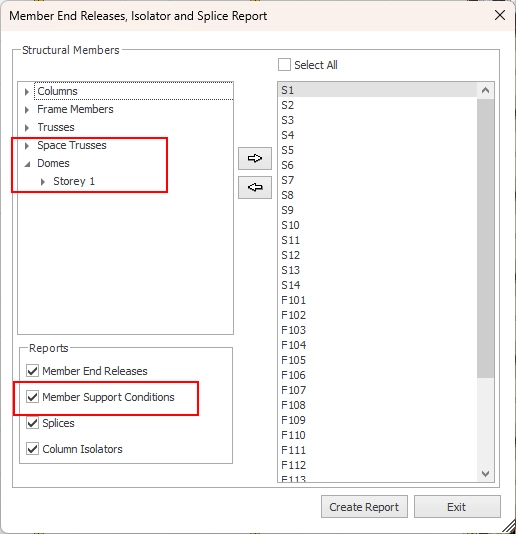 Member End Releases, Isolator and Splice Report
Structural Members
Select All
Columns
Frame Members
Trusses
Space Trusses
Domes
Storey 1
S1
S2
S3
S4
S5
S6
S7
S8
S9
S10
S11
S12
S13
S14
F101
F102
F103
F104
F105
F106
F107
F108
F109
F110
F111
F112
F113
Reports
Member End Releases
Member Support Conditions
Splices
Column Isolators
Create Report
Exit